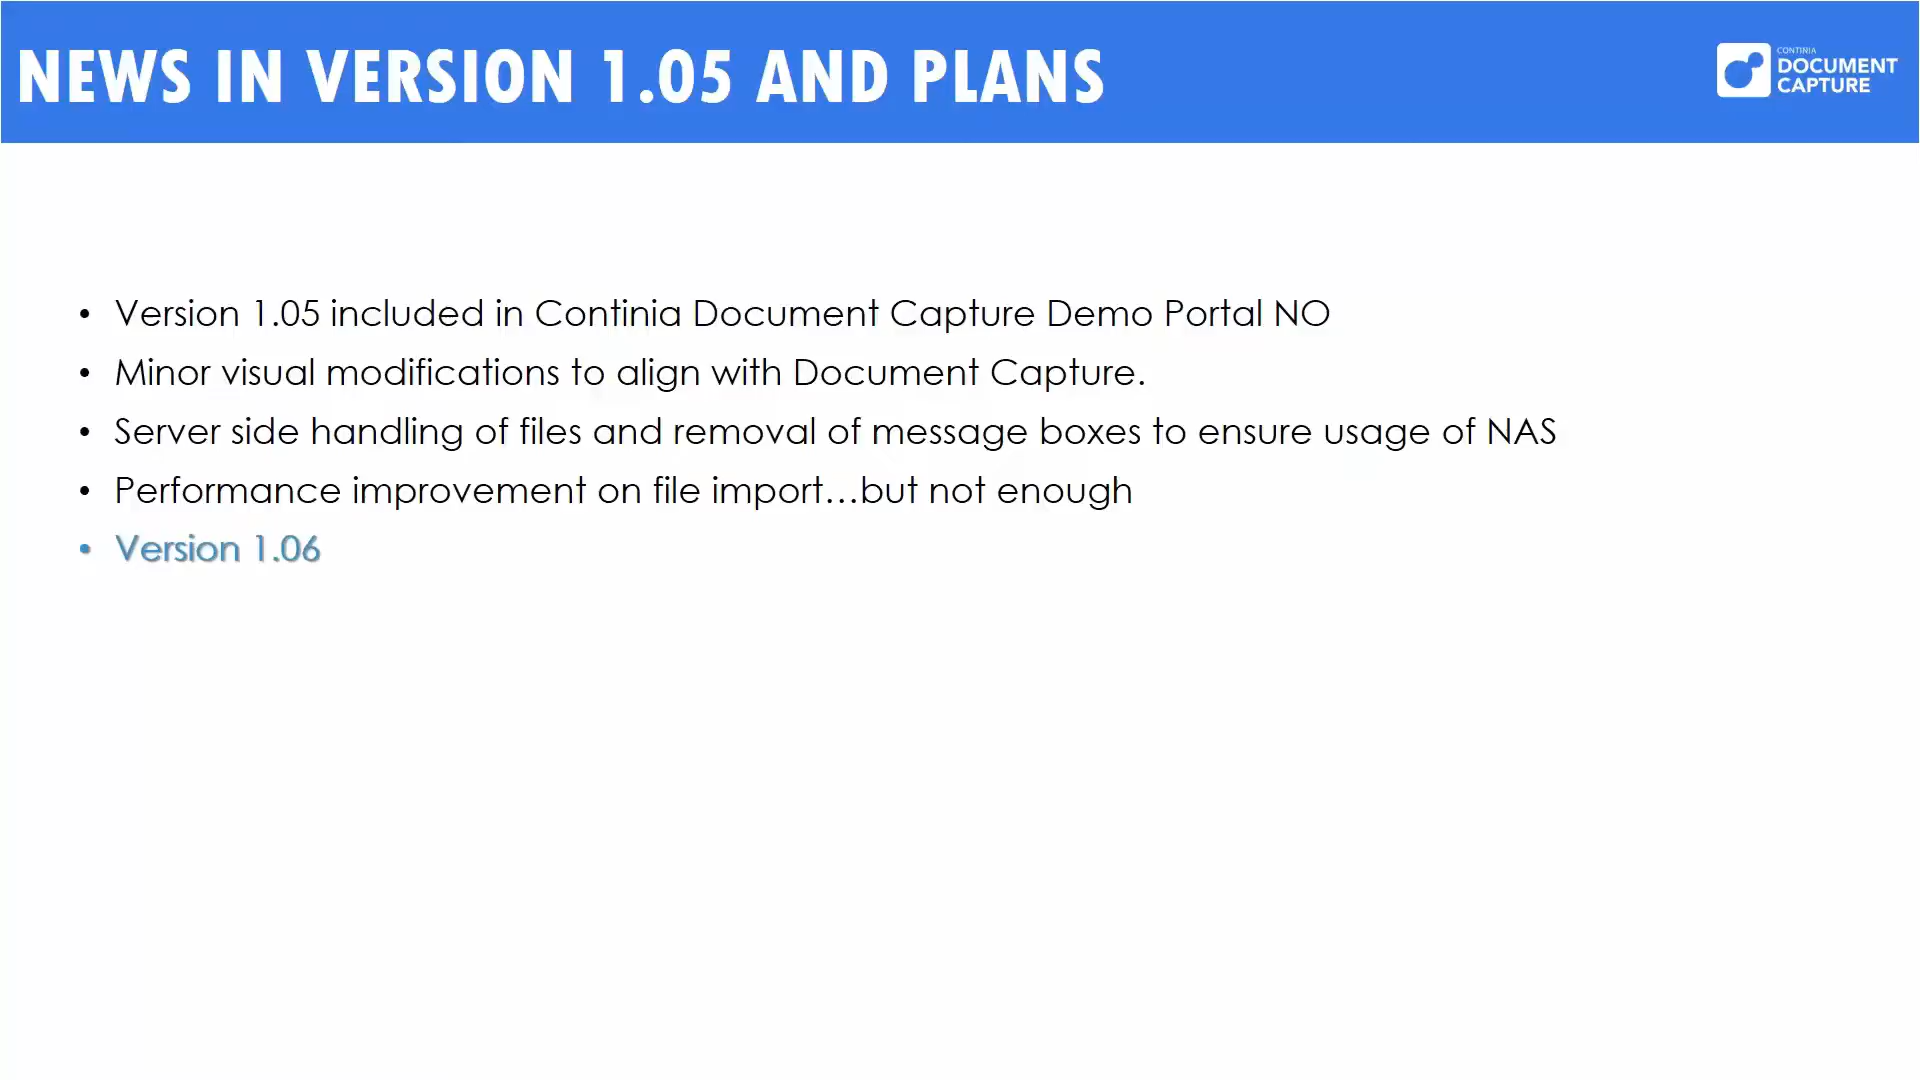 NEWS IN VERSION 1.05 AND PLANS
CONTINIA
DOCUMENT
CAPTURE
• Version 1.05 included in Continia Document Capture Demo Portal NO
• Minor visual modifications to align with Document Capture.
• Server side handling of files and removal of message boxes to ensure usage of NAS
• Performance improvement on file import...but not enough
• Version 1.06